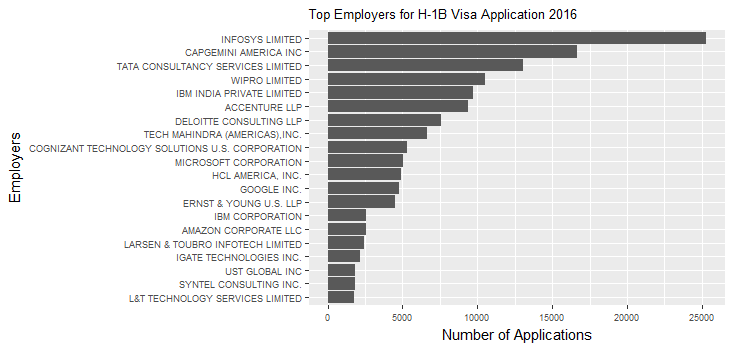 Top Employers for H-1B Visa Application 2016
Employers
INFOSYS LIMITED
CAPGEMINI AMERICA INC
TATA CONSULTANCY SERVICES LIMITED
WIPRO LIMITED
IBM INDIA PRIVATE LIMITED
ACCENTURE LLP
DELOITTE CONSULTING LLP
TECH MAHINDRA (AMERICAS),INC.
COGNIZANT TECHNOLOGY SOLUTIONS U.S. CORPORATION
MICROSOFT CORPORATION
HCL AMERICA, INC.
GOOGLE INC.
ERNST & YOUNG U.S. LLP
IBM CORPORATION
AMAZON CORPORATE LLC
LARSEN & TOUBRO INFOTECH LIMITED
IGATE TECHNOLOGIES INC.
UST GLOBAL INC
SYNTEL CONSULTING INC.
L&T TECHNOLOGY SERVICES LIMITED
0 5000 10000 15000 20000 25000
Number of Applications